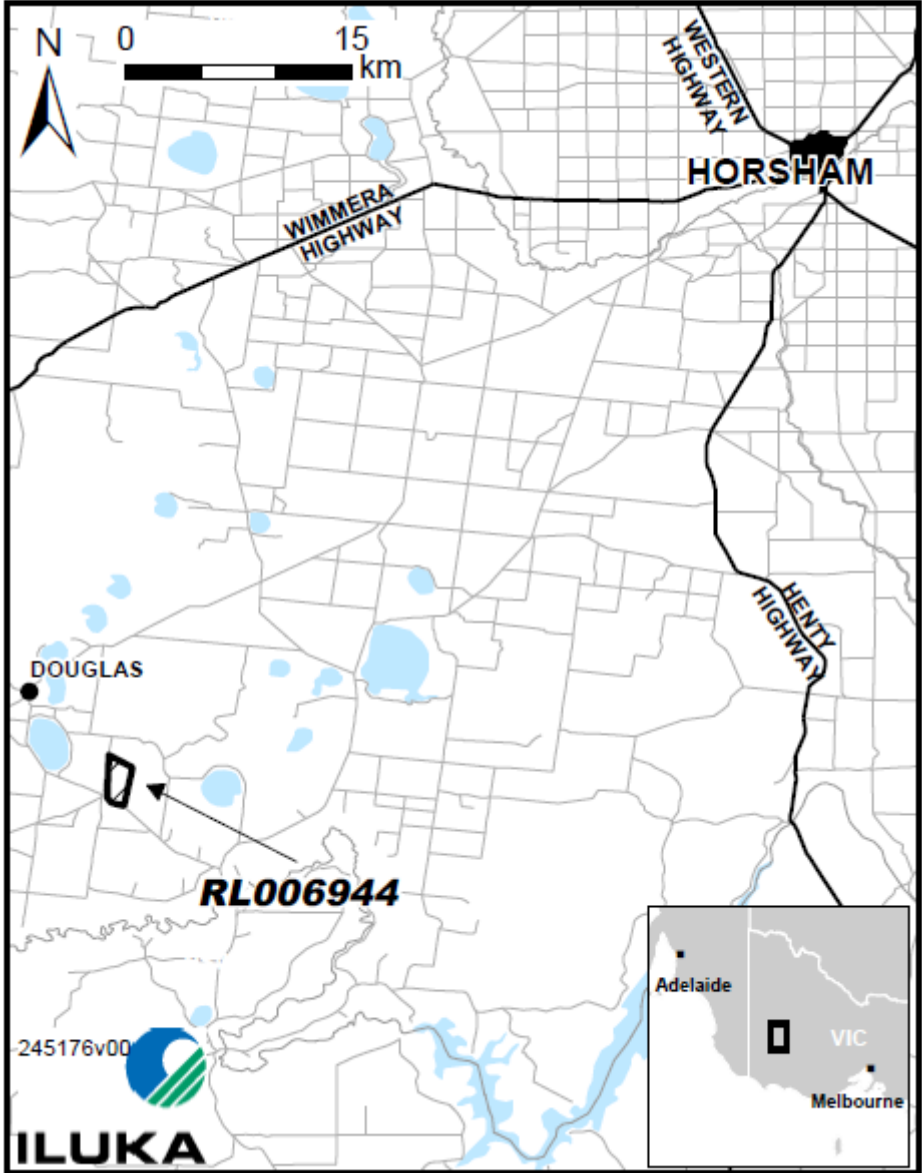 N
0 15
km
WESTERN
HIGHWAY
HORSHAM
WIMMERA
HIGHWAY
HENTY
HIGHWAY
DOUGLAS
RL006944
Adelaide
VIC
Melbourne
245176v00
ILUKA